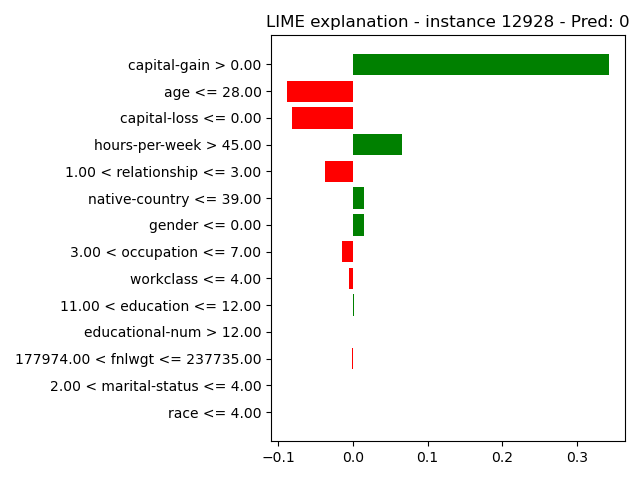 LIME explanation - instance 12928 - Pred: 0
capital-gain > 0.00
age <= 28.00
capital-loss <= 0.00
hours-per-week > 45.00
1.00 < relationship <= 3.00
native-country <= 39.00
gender <= 0.00
3.00 < occupation <= 7.00
workclass <= 4.00
11.00 < education <= 12.00
educational-num > 12.00
177974.00 < fnlwgt <= 237735.00
2.00 < marital-status <= 4.00
race <= 4.00
−0.1 0.0 0.1 0.2 0.3